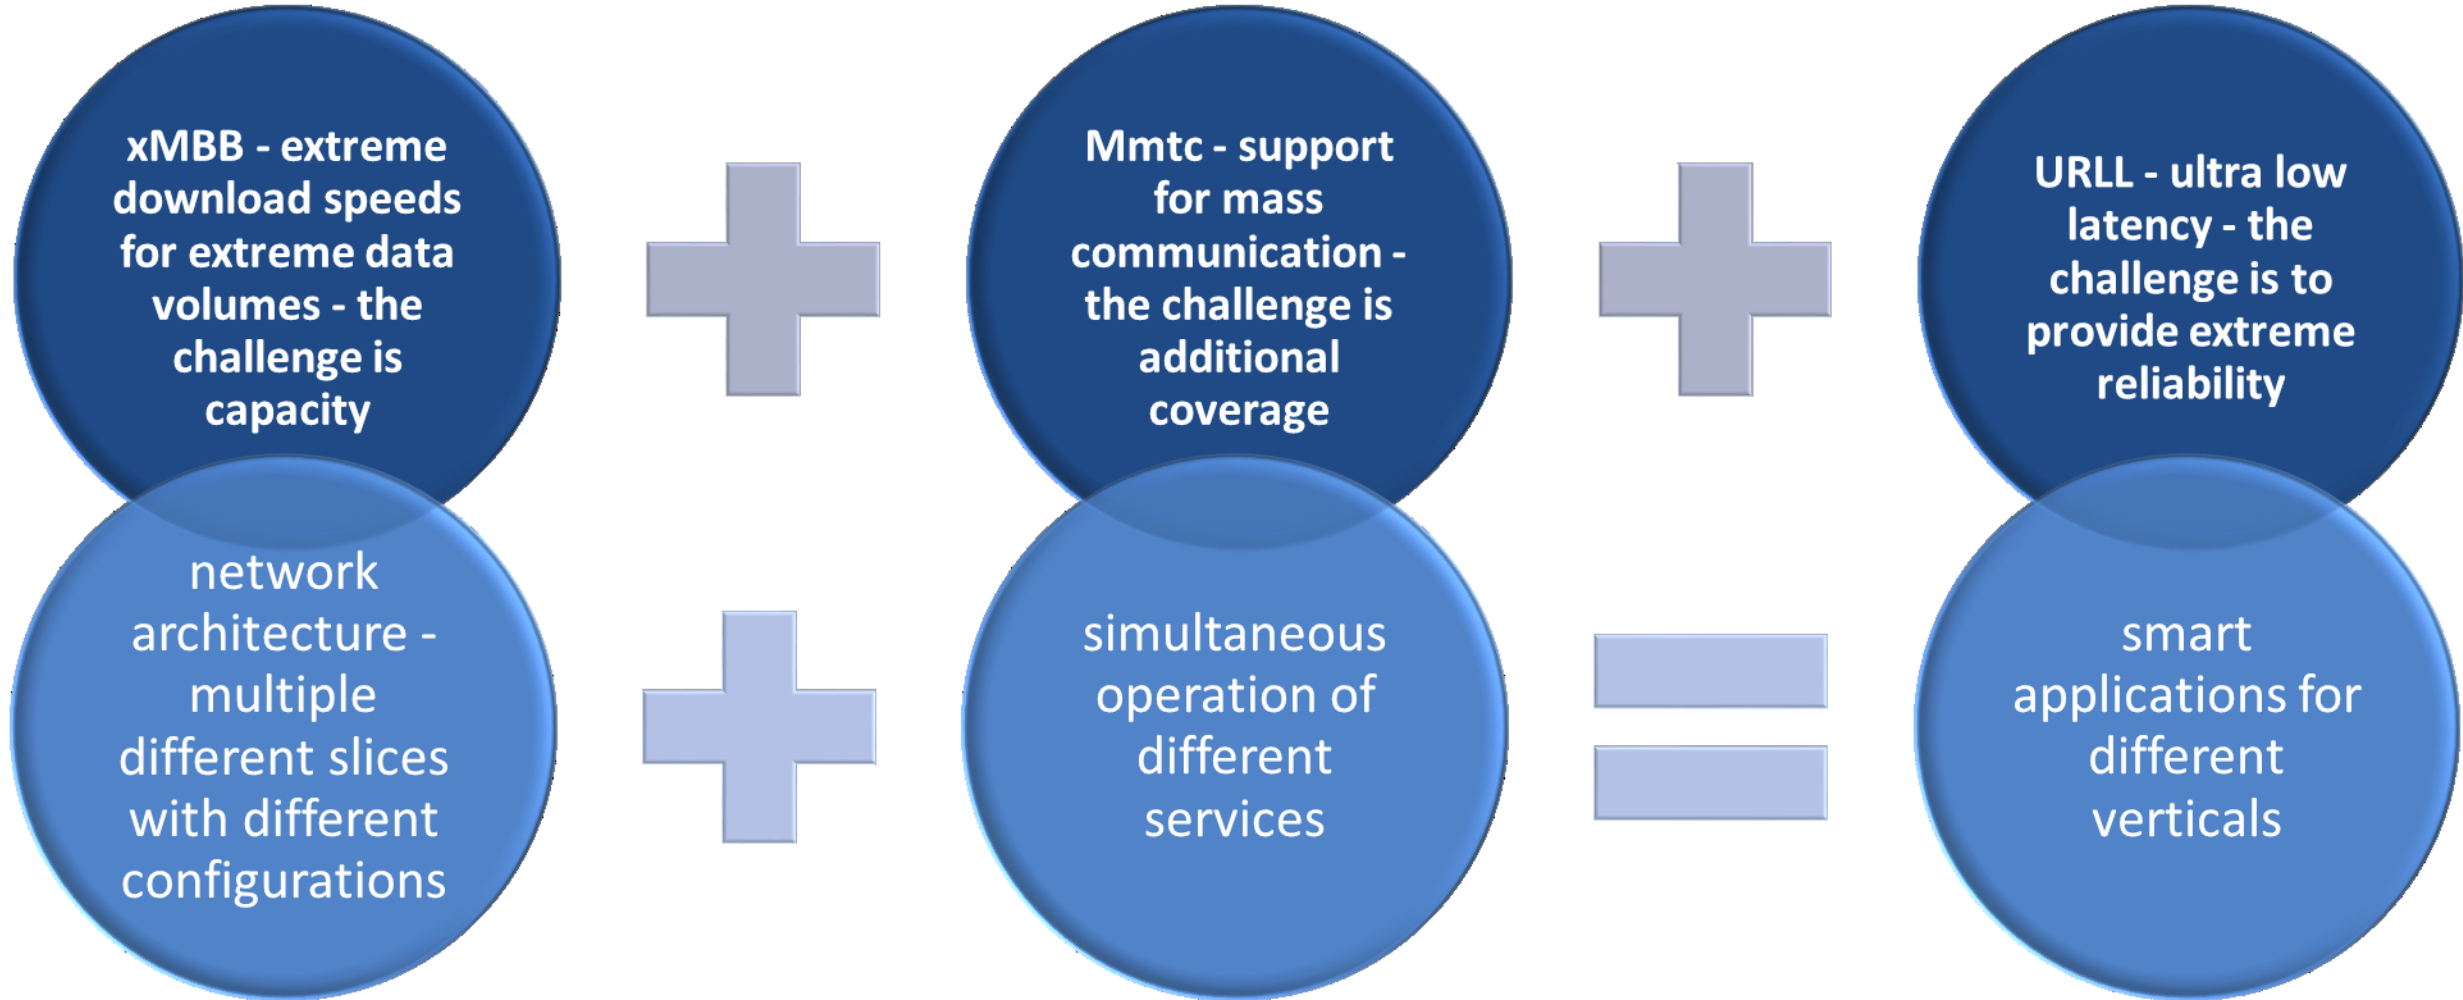 xMBB - extreme
download speeds
for extreme data
volumes - the
challenge is
capacity
Mmtc - support
for mass
communication -
the challenge is
additional
coverage
URLL - ultra low
latency - the
challenge is to
provide extreme
reliability
network
architecture -
multiple
different slices
with different
configurations
simultaneous
operation of
different
services
smart
applications for
different
verticals